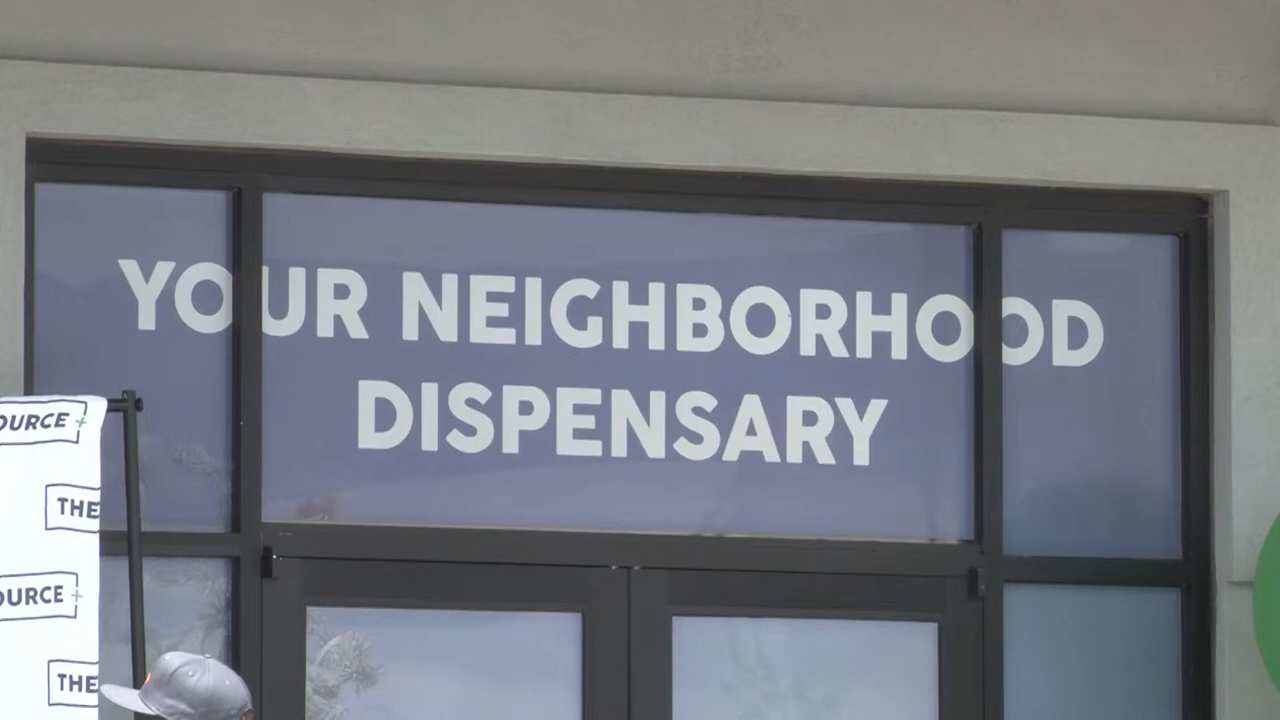 YOUR NEIGHBORHOOD
DISPENSARY
OURCE+
THE
OURCE+
THE